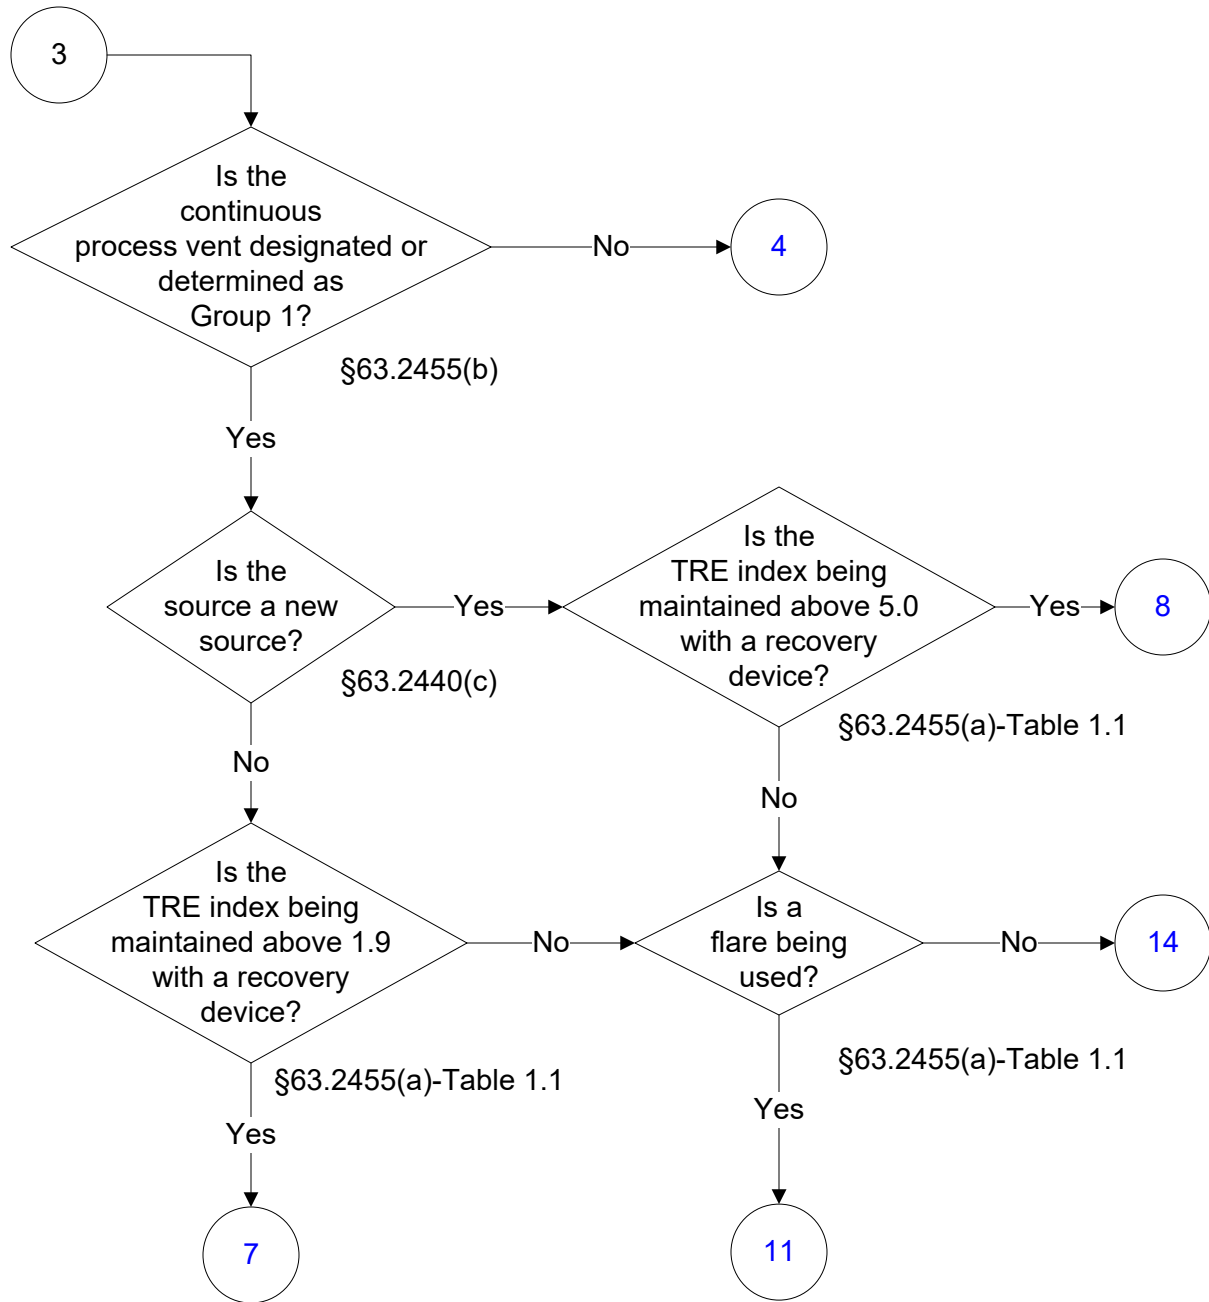 3
Is the
continuous
process vent designated or
determined as
Group 1?
No
4
§63.2455(b)
Yes
Is the
source a new
source?
Yes
Is the
TRE index being
maintained above 5.0
with a recovery
device?
Yes
8
§63.2440(c)
§63.2455(a)-Table 1.1
No
No
Is the
TRE index being
maintained above 1.9
with a recovery
device?
No
Is a
flare being
used?
No
14
§63.2455(a)-Table 1.1
§63.2455(a)-Table 1.1
Yes
Yes
7
11